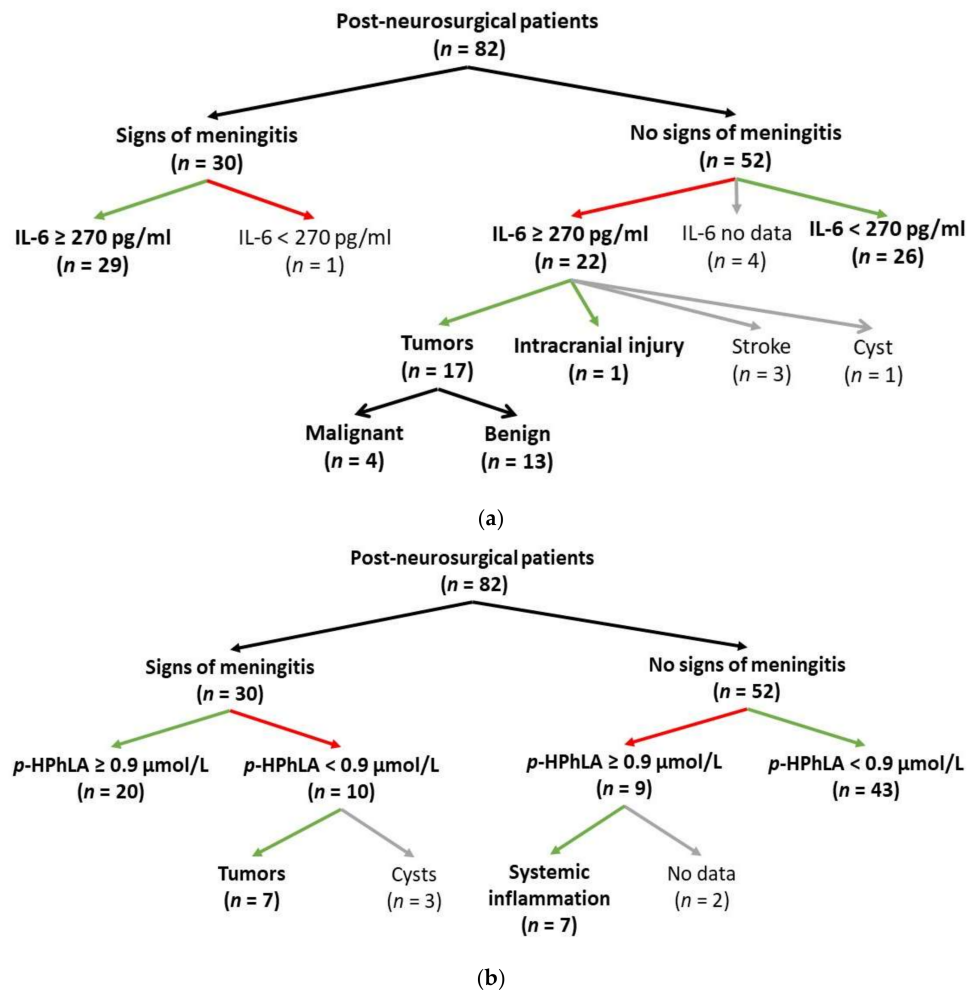 Post-neurosurgical patients
(n = 82)
Signs of meningitis
(n = 30)
No signs of meningitis
(n = 52)
IL-6 ≥ 270 pg/ml
(n = 29)
IL-6 < 270 pg/ml
(n = 1)
IL-6 ≥ 270 pg/ml
(n = 22)
IL-6 no data
(n = 4)
IL-6 < 270 pg/ml
(n = 26)
Tumors
(n = 17)
Intracranial injury
(n = 1)
Stroke
(n = 3)
Cyst
(n = 1)
Malignant
(n = 4)
Benign
(n = 13)
(a)
Post-neurosurgical patients
(n = 82)
Signs of meningitis
(n = 30)
No signs of meningitis
(n = 52)
p-HPhLA ≥ 0.9 µmol/L
(n = 20)
p-HPhLA < 0.9 µmol/L
(n = 10)
p-HPhLA ≥ 0.9 µmol/L
(n = 9)
p-HPhLA < 0.9 µmol/L
(n = 43)
Tumors
(n = 7)
Cysts
(n = 3)
Systemic
inflammation
(n = 7)
No data
(n = 2)
(b)